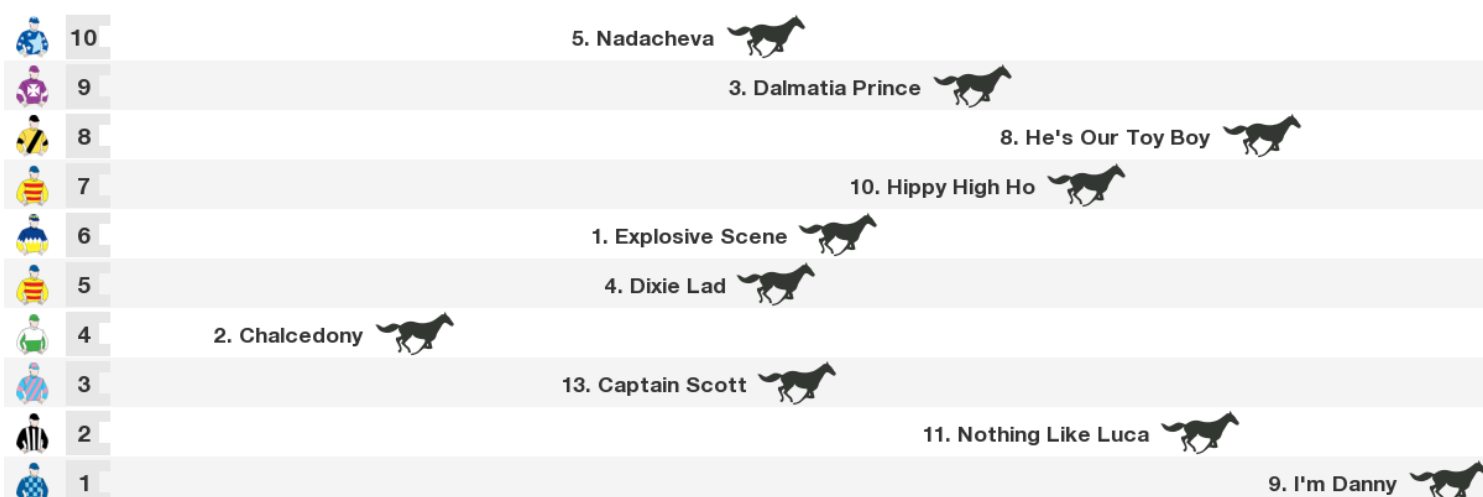 10 5. Nadacheva
9 3. Dalmatia Prince
8 8. He's Our Toy Boy
7 10. Hippy High Ho
6 1. Explosive Scene
5 4. Dixie Lad
4 2. Chalcedony
3 13. Captain Scott
2 11. Nothing Like Luca
1 9. I'm Danny